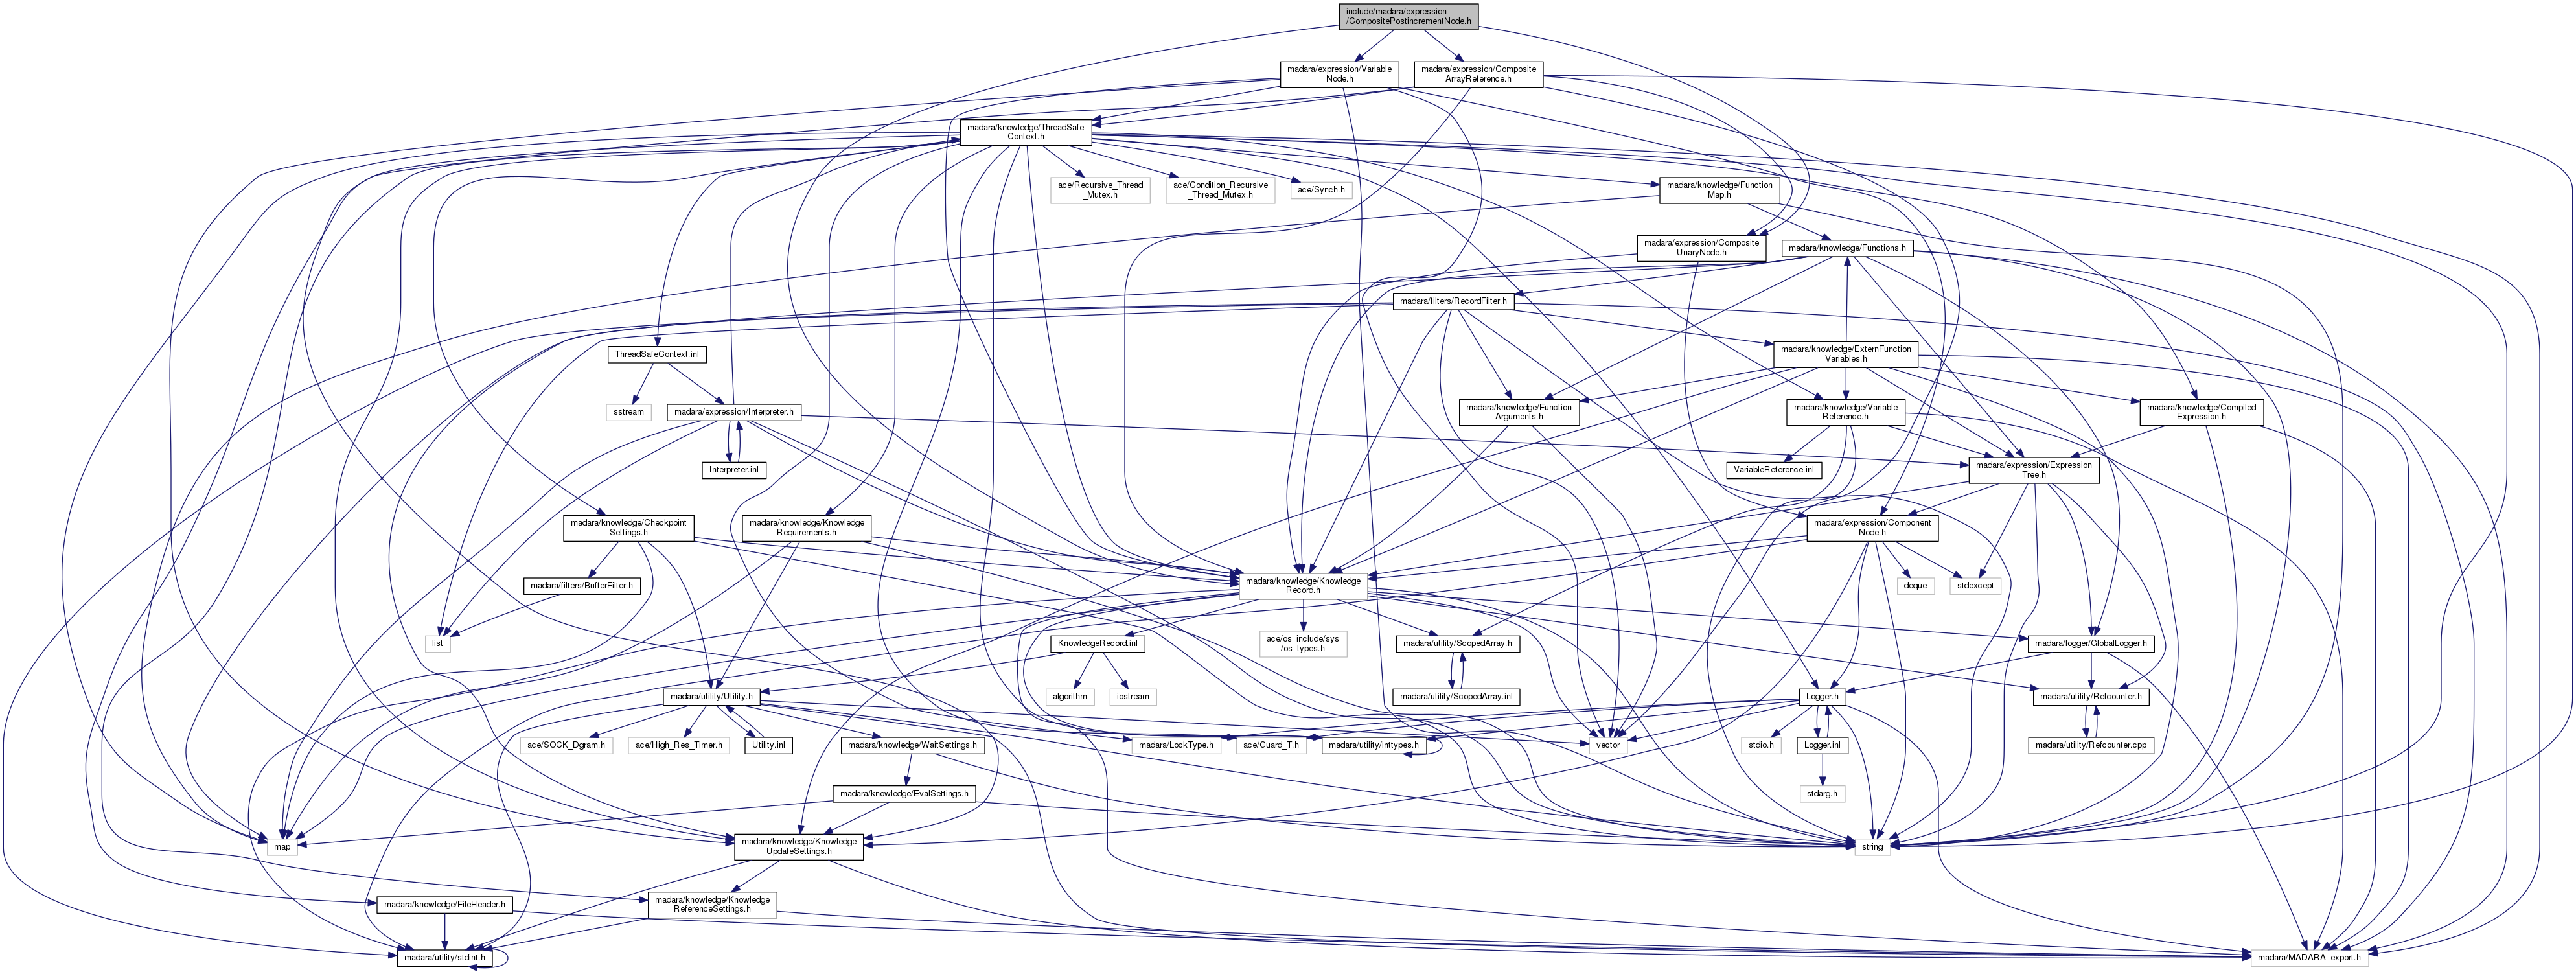 include/madara/expression
/CompositePostincrementNode.h
madara/expression/Variable
Node.h
madara/expression/Composite
ArrayReference.h
madara/knowledge/ThreadSafe
Context.h
ace/Recursive_Thread
_Mutex.h
ace/Condition_Recursive
_Thread_Mutex.h
ace/Synch.h
madara/knowledge/Function
Map.h
madara/expression/Composite
UnaryNode.h
madara/knowledge/Functions.h
madara/filters/RecordFilter.h
ThreadSafeContext.inl
madara/knowledge/ExternFunction
Variables.h
sstream
madara/expression/Interpreter.h
madara/knowledge/Function
Arguments.h
madara/knowledge/Variable
Reference.h
madara/knowledge/Compiled
Expression.h
Interpreter.inl
VariableReference.inl
madara/expression/Expression
Tree.h
madara/knowledge/Checkpoint
Settings.h
madara/knowledge/Knowledge
Requirements.h
madara/expression/Component
Node.h
madara/filters/BufferFilter.h
madara/knowledge/Knowledge
Record.h
deque
stdexcept
list
KnowledgeRecord.inl
ace/os_include/sys
/os_types.h
madara/utility/ScopedArray.h
madara/logger/GlobalLogger.h
madara/utility/Utility.h
algorithm
iostream
madara/utility/ScopedArray.inl
Logger.h
madara/utility/Refcounter.h
ace/SOCK_Dgram.h
ace/High_Res_Timer.h
Utility.inl
madara/knowledge/WaitSettings.h
madara/LockType.h
ace/Guard_T.h
madara/utility/inttypes.h
vector
stdio.h
Logger.inl
madara/utility/Refcounter.cpp
madara/knowledge/EvalSettings.h
stdarg.h
map
madara/knowledge/Knowledge
UpdateSettings.h
string
madara/knowledge/FileHeader.h
madara/knowledge/Knowledge
ReferenceSettings.h
madara/utility/stdint.h
madara/MADARA_export.h